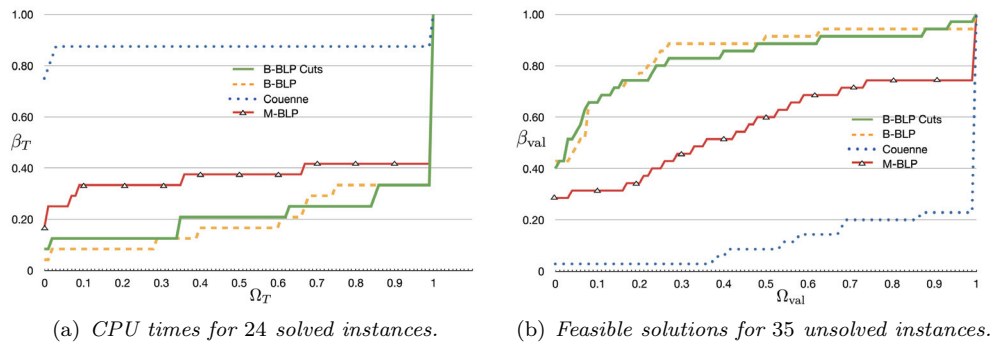 1.00
0.80
0.60
0.40
0.20
0
β_T
B-BLP Cuts
B-BLP
Couenne
M-BLP
0 0.1 0.2 0.3 0.4 0.5 0.6 0.7 0.8 0.9 1
Ω_T
(a) CPU times for 24 solved instances.
1.00
0.80
0.60
0.40
0.20
0
β_val
B-BLP Cuts
B-BLP
Couenne
M-BLP
0 0.1 0.2 0.3 0.4 0.5 0.6 0.7 0.8 0.9 1
Ω_val
(b) Feasible solutions for 35 unsolved instances.